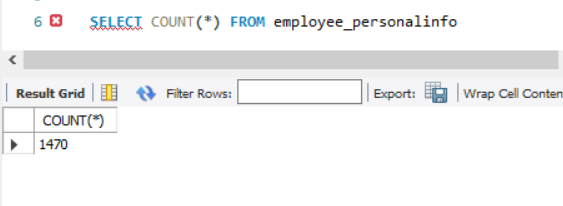 6 SELECT COUNT(*) FROM employee_personalinfo
Result Grid Filter Rows: Export: Wrap Cell Conten
COUNT(*)
1470